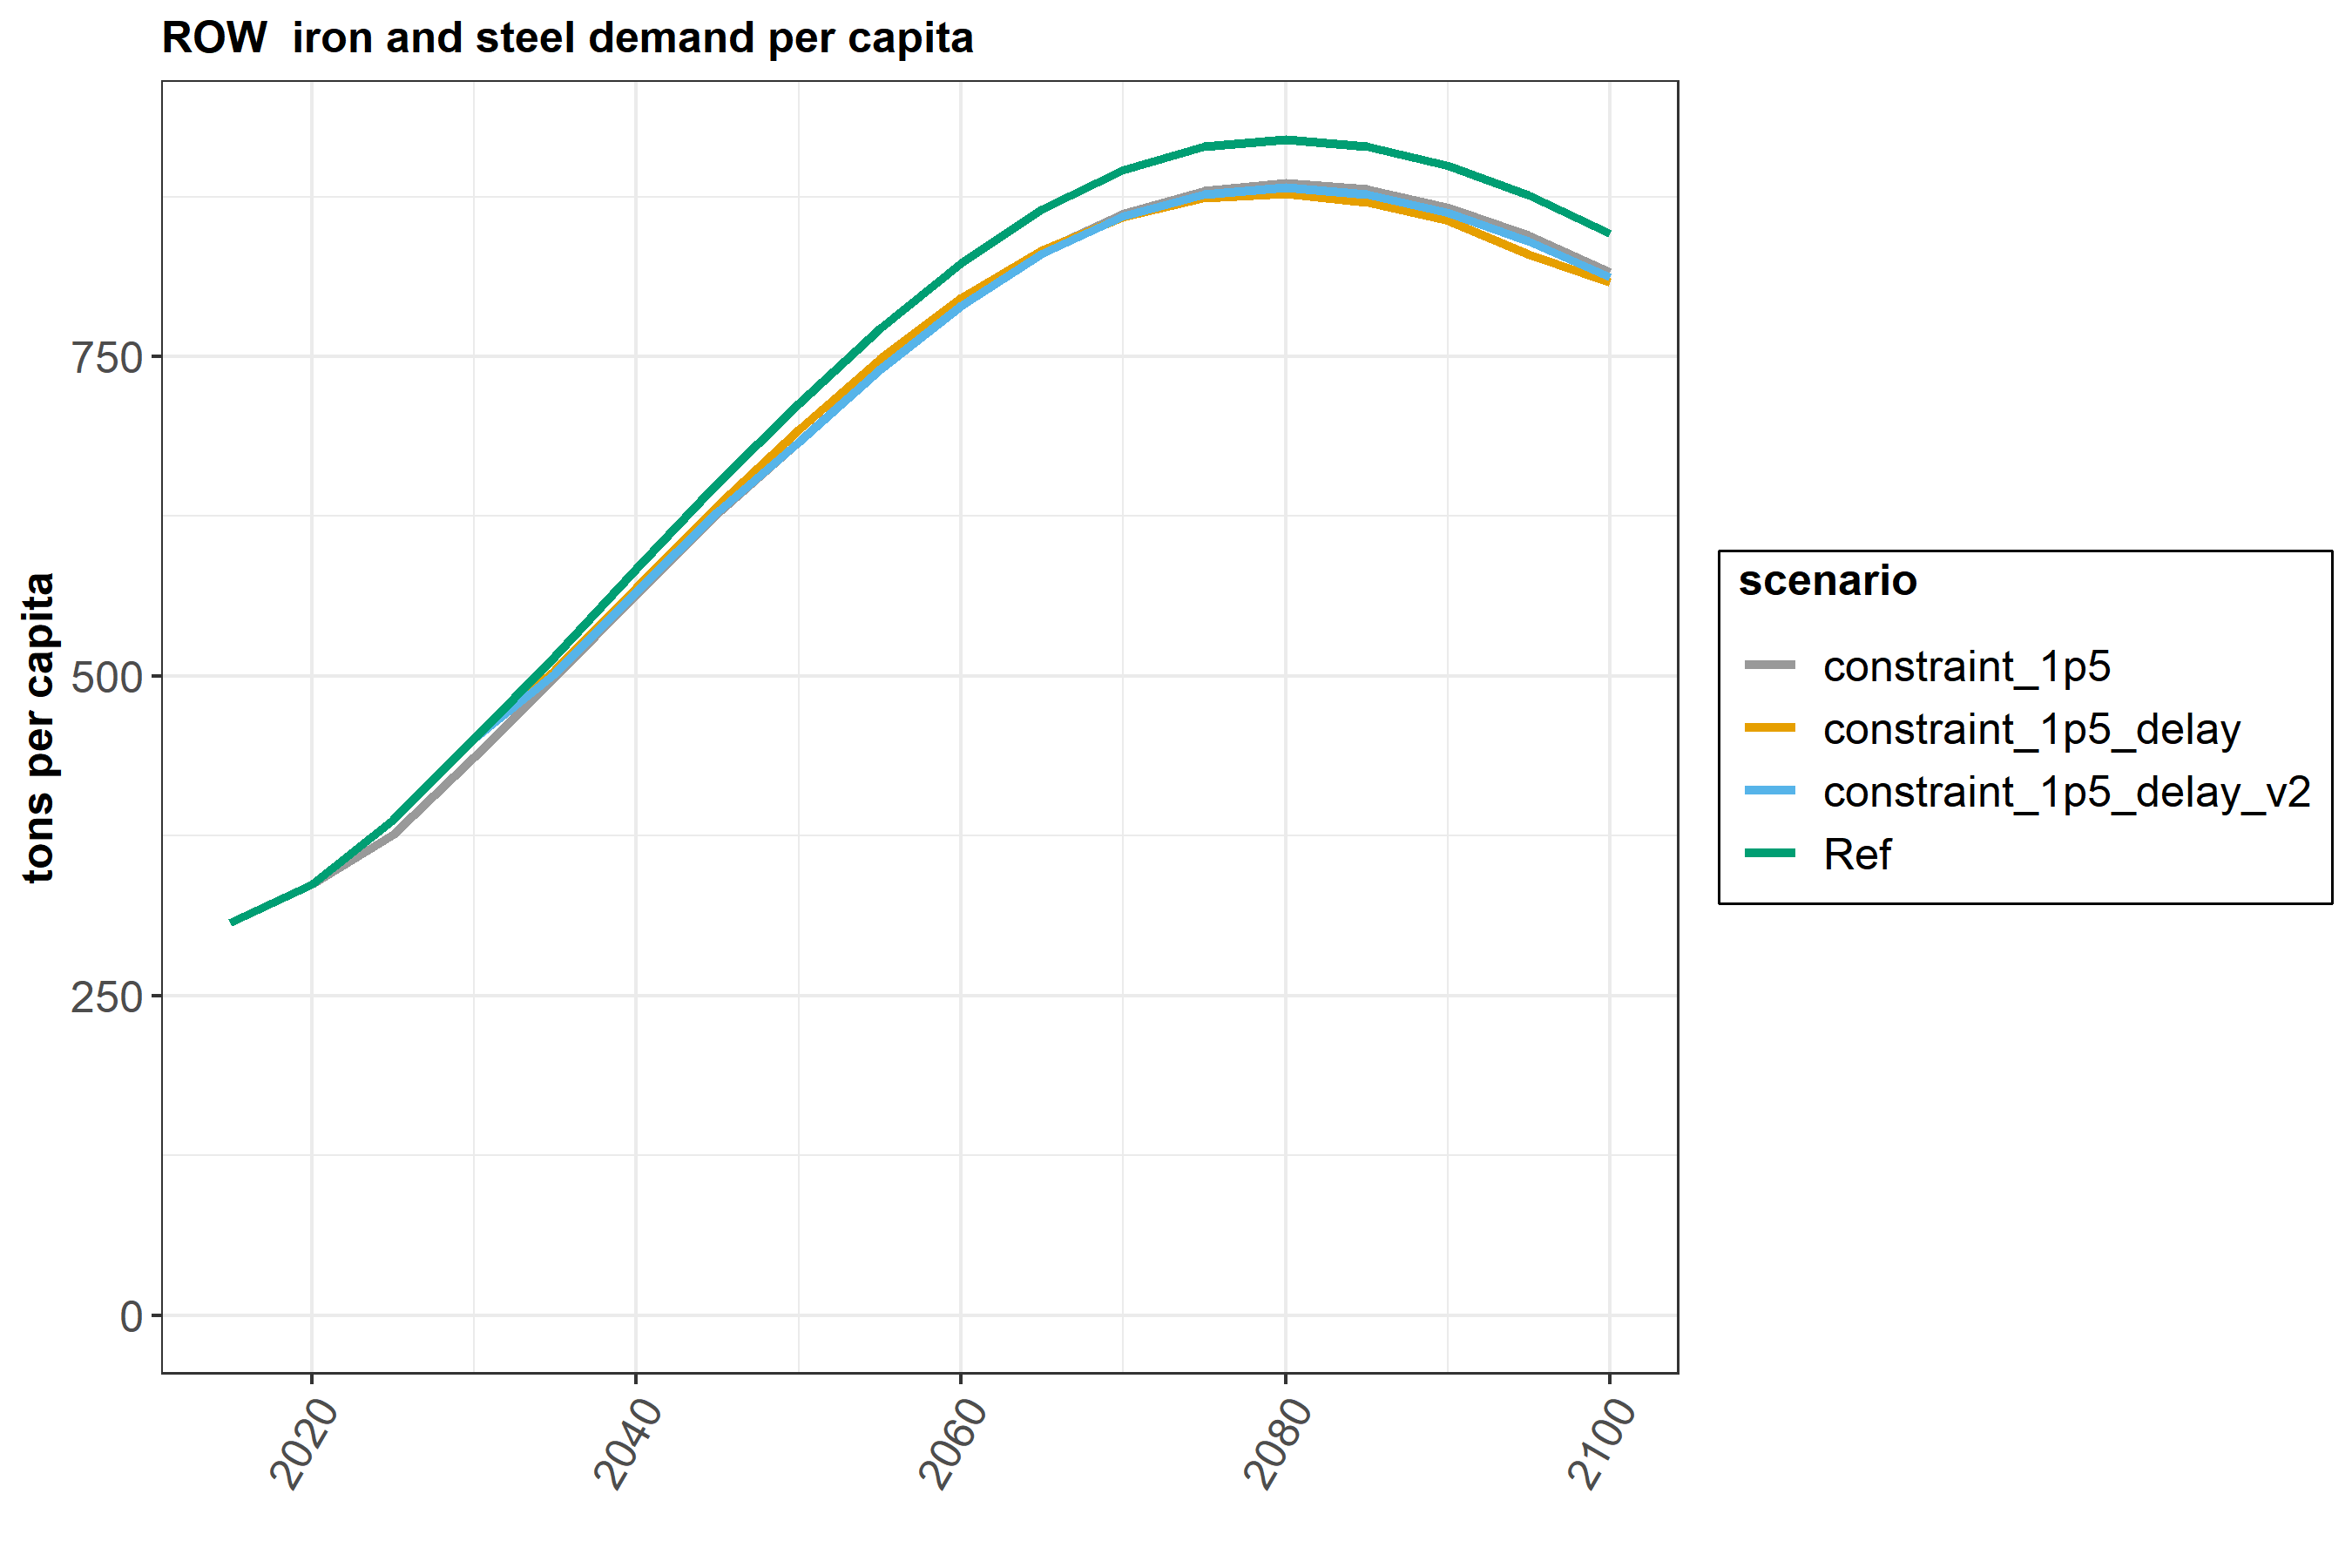 ROW  iron and steel demand per capita
tons per capita
750
500
250
0
2020
2040
2060
2080
2100
scenario
constraint_1p5
constraint_1p5_delay
constraint_1p5_delay_v2
Ref